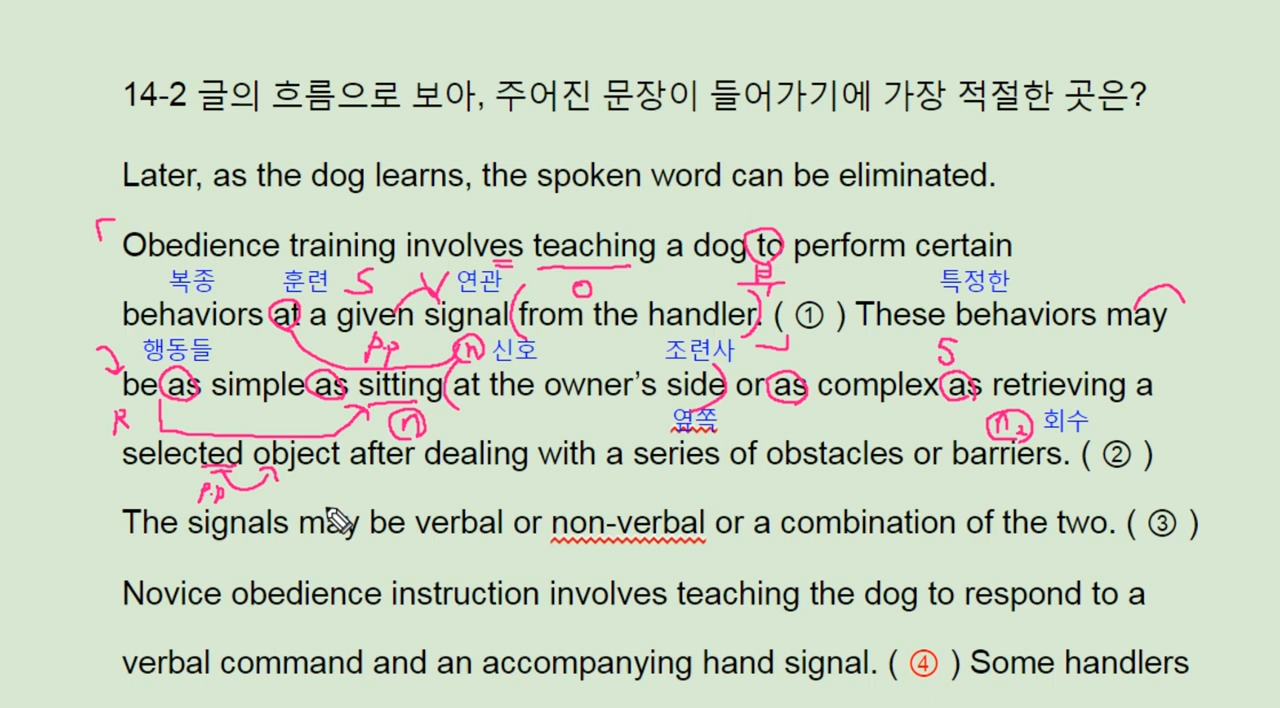 14-2 글의 흐름으로 보아, 주어진 문장이 들어가기에 가장 적절한 곳은?
Later, as the dog learns, the spoken word can be eliminated.
Obedience training involves teaching a dog to perform certain
복종 훈련 S V 연관 O 부 특정한
behaviors at a given signal from the handler. ( ① ) These behaviors may
행동들 p.p n 신호 조련사 S
be as simple as sitting at the owner’s side or as complex as retrieving a
R n 옆쪽 n2 회수
selected object after dealing with a series of obstacles or barriers. ( ② )
p.p
The signals may be verbal or non-verbal or a combination of the two. ( ③ )
Novice obedience instruction involves teaching the dog to respond to a
verbal command and an accompanying hand signal. ( ④ ) Some handlers